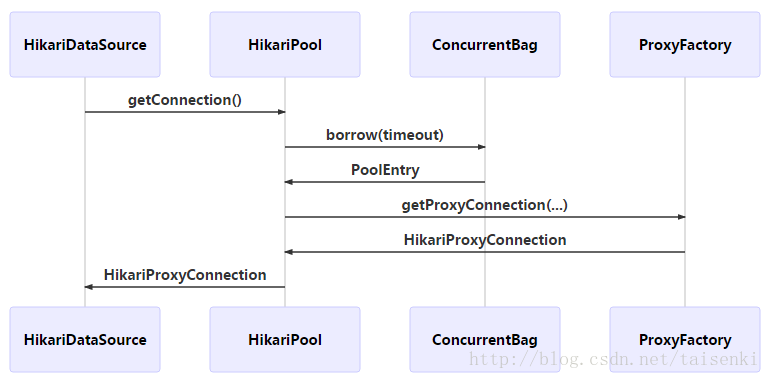 HikariDataSource HikariPool ConcurrentBag ProxyFactory
getConnection()
borrow(timeout)
PoolEntry
getProxyConnection(...)
HikariProxyConnection
HikariProxyConnection
HikariDataSource HikariPool ConcurrentBag ProxyFactory
http://blog.csdn.net/taisenki